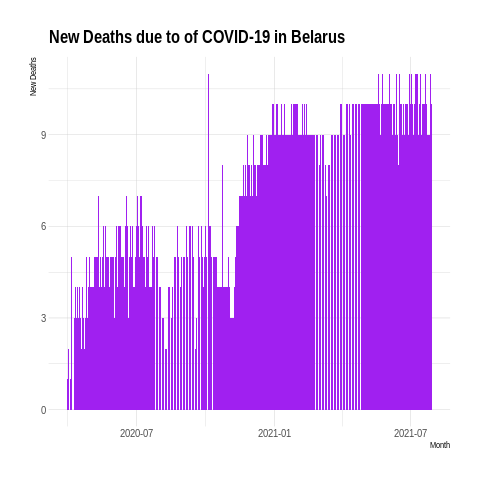 New Deaths due to of COVID-19 in Belarus
New Deaths
9
6
3
0
2020-07
2021-01
2021-07
Month